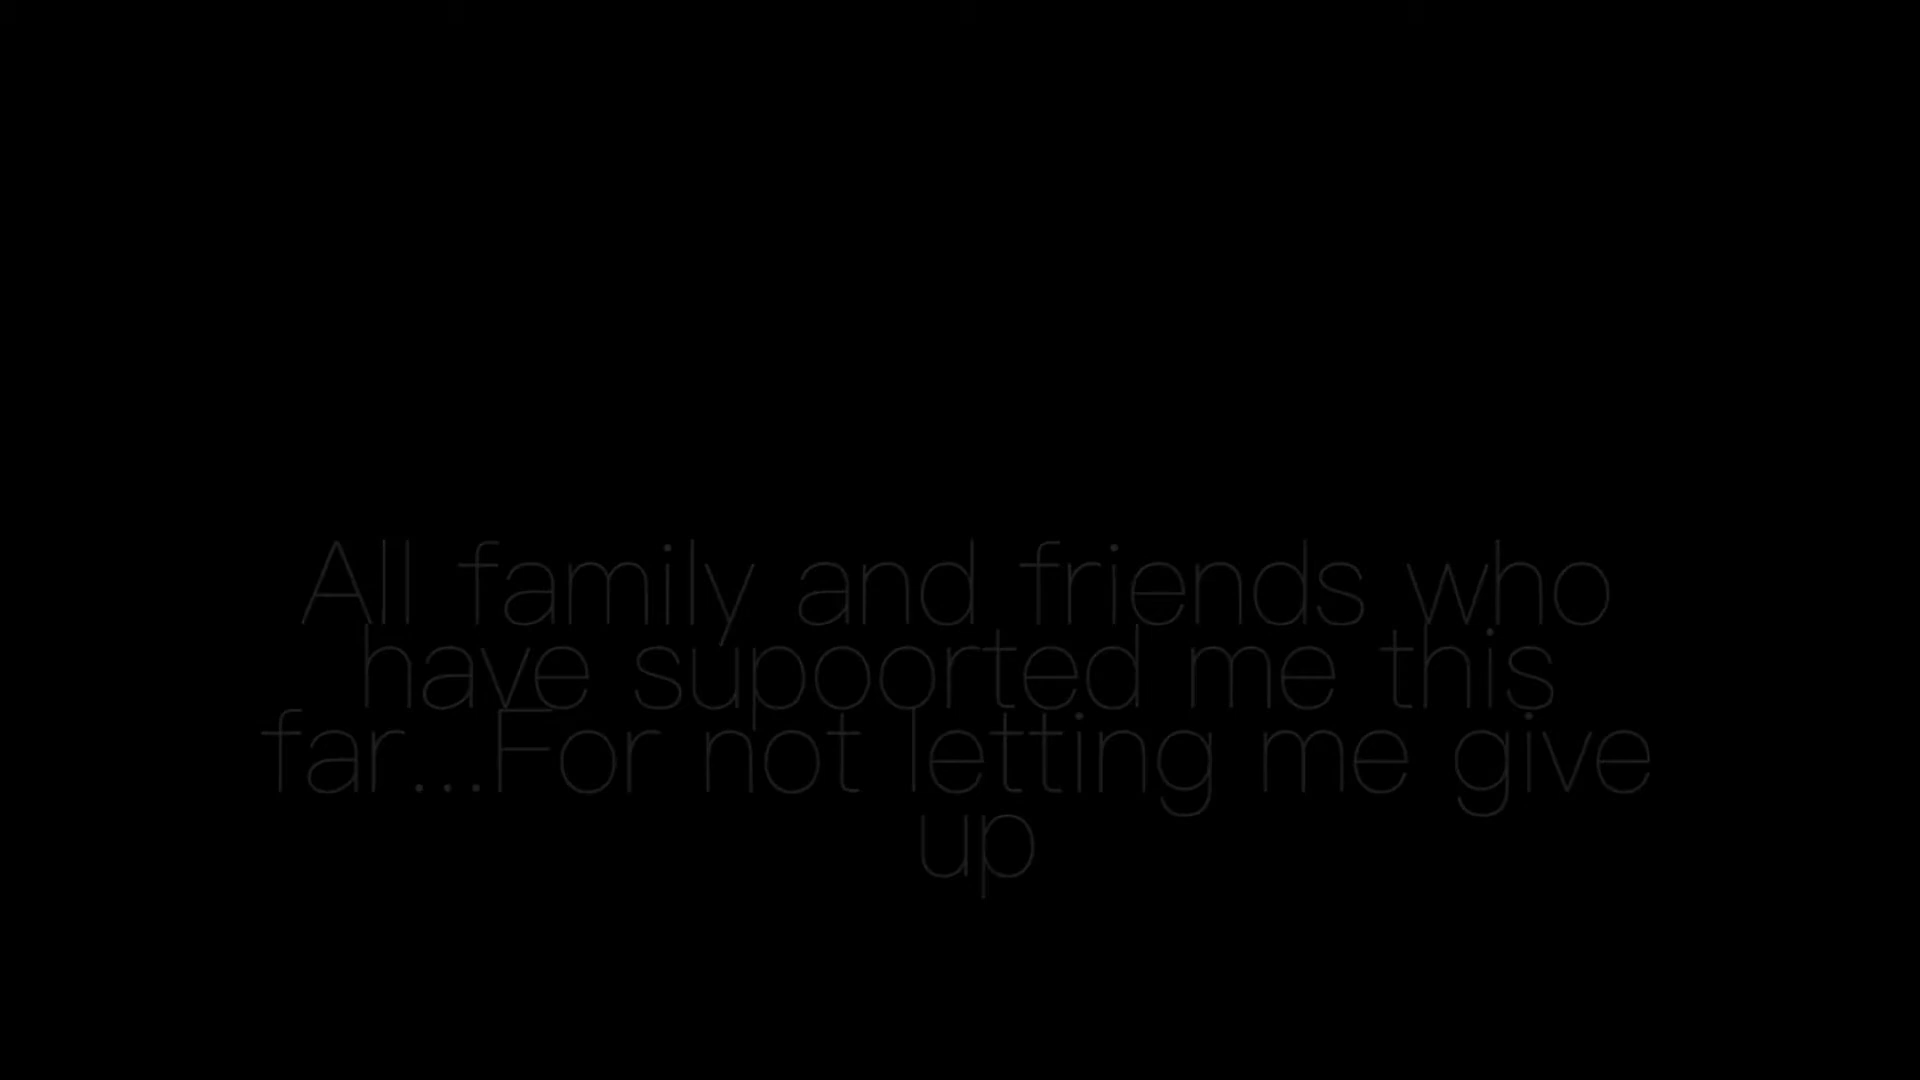 All family and friends who
have supoorted me this
far...For not letting me give
up